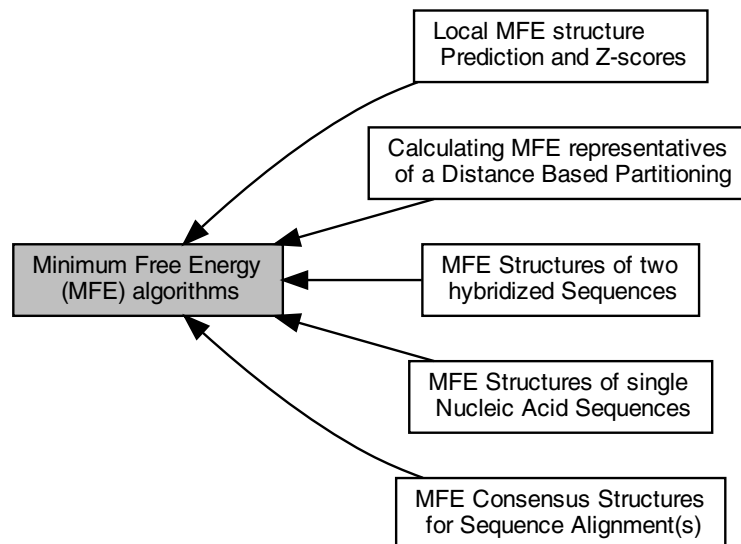 Local MFE structure
Prediction and Z-scores
Calculating MFE representatives
of a Distance Based Partitioning
Minimum Free Energy
(MFE) algorithms
MFE Structures of two
hybridized Sequences
MFE Structures of single
Nucleic Acid Sequences
MFE Consensus Structures
for Sequence Alignment(s)